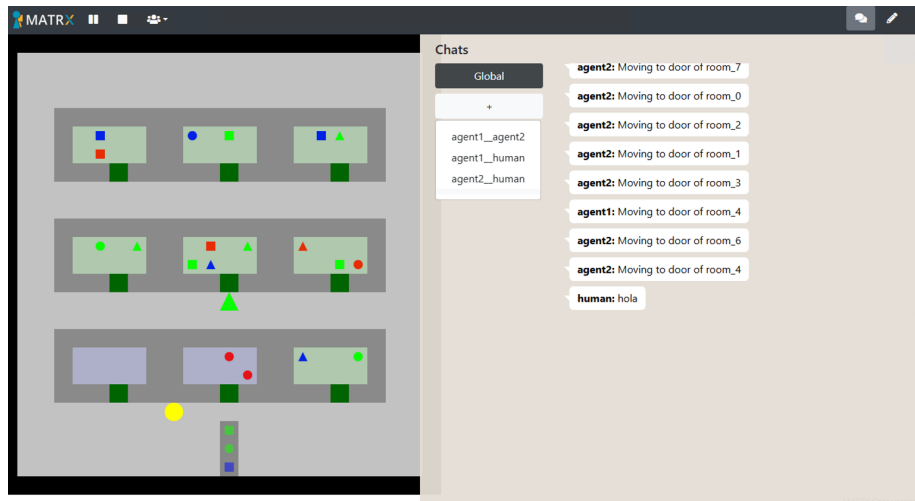 MATRX
Chats
Global
+
agent1__agent2
agent1__human
agent2__human
agent2: Moving to door of room_7
agent2: Moving to door of room_0
agent2: Moving to door of room_2
agent2: Moving to door of room_1
agent2: Moving to door of room_3
agent1: Moving to door of room_4
agent2: Moving to door of room_6
agent2: Moving to door of room_4
human: hola